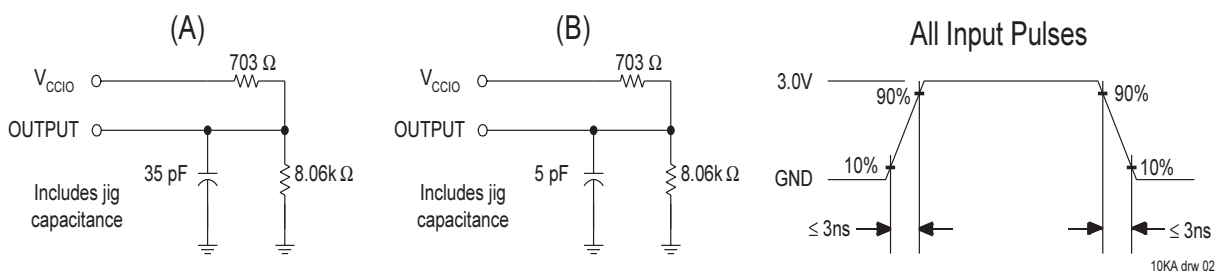 (A)
703 Ω
V_CCIO
OUTPUT
35 pF
8.06k Ω
Includes jig
capacitance
(B)
703 Ω
V_CCIO
OUTPUT
5 pF
8.06k Ω
Includes jig
capacitance
All Input Pulses
3.0V
90%
90%
10%
10%
GND
≤ 3ns
≤ 3ns
10KA drw 02